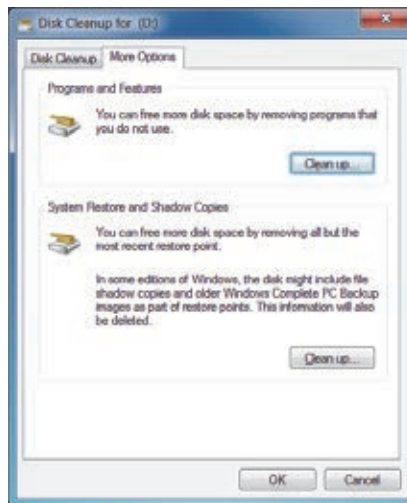 Disk Cleanup for (D:)
Disk Cleanup
More Options
Programs and Features
You can free more disk space by removing programs that
you do not use.
Clean up...
System Restore and Shadow Copies
You can free more disk space by removing all but the
most recent restore point.
In some editions of Windows, the disk might include file
shadow copies and older Windows Complete PC Backup
images as part of restore points. This information will also
be deleted.
Clean up...
OK
Cancel